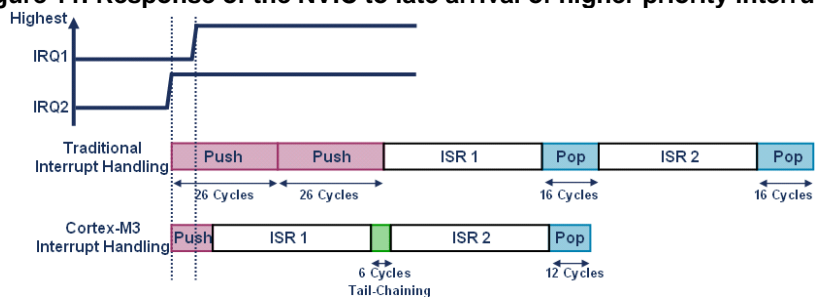 Highest
IRQ1
IRQ2
Traditional
Interrupt Handling
Push Push ISR 1 Pop ISR 2 Pop
26 Cycles 26 Cycles 16 Cycles 16 Cycles
Cortex-M3
Interrupt Handling
Push ISR 1 ISR 2 Pop
6 Cycles 12 Cycles
Tail-Chaining